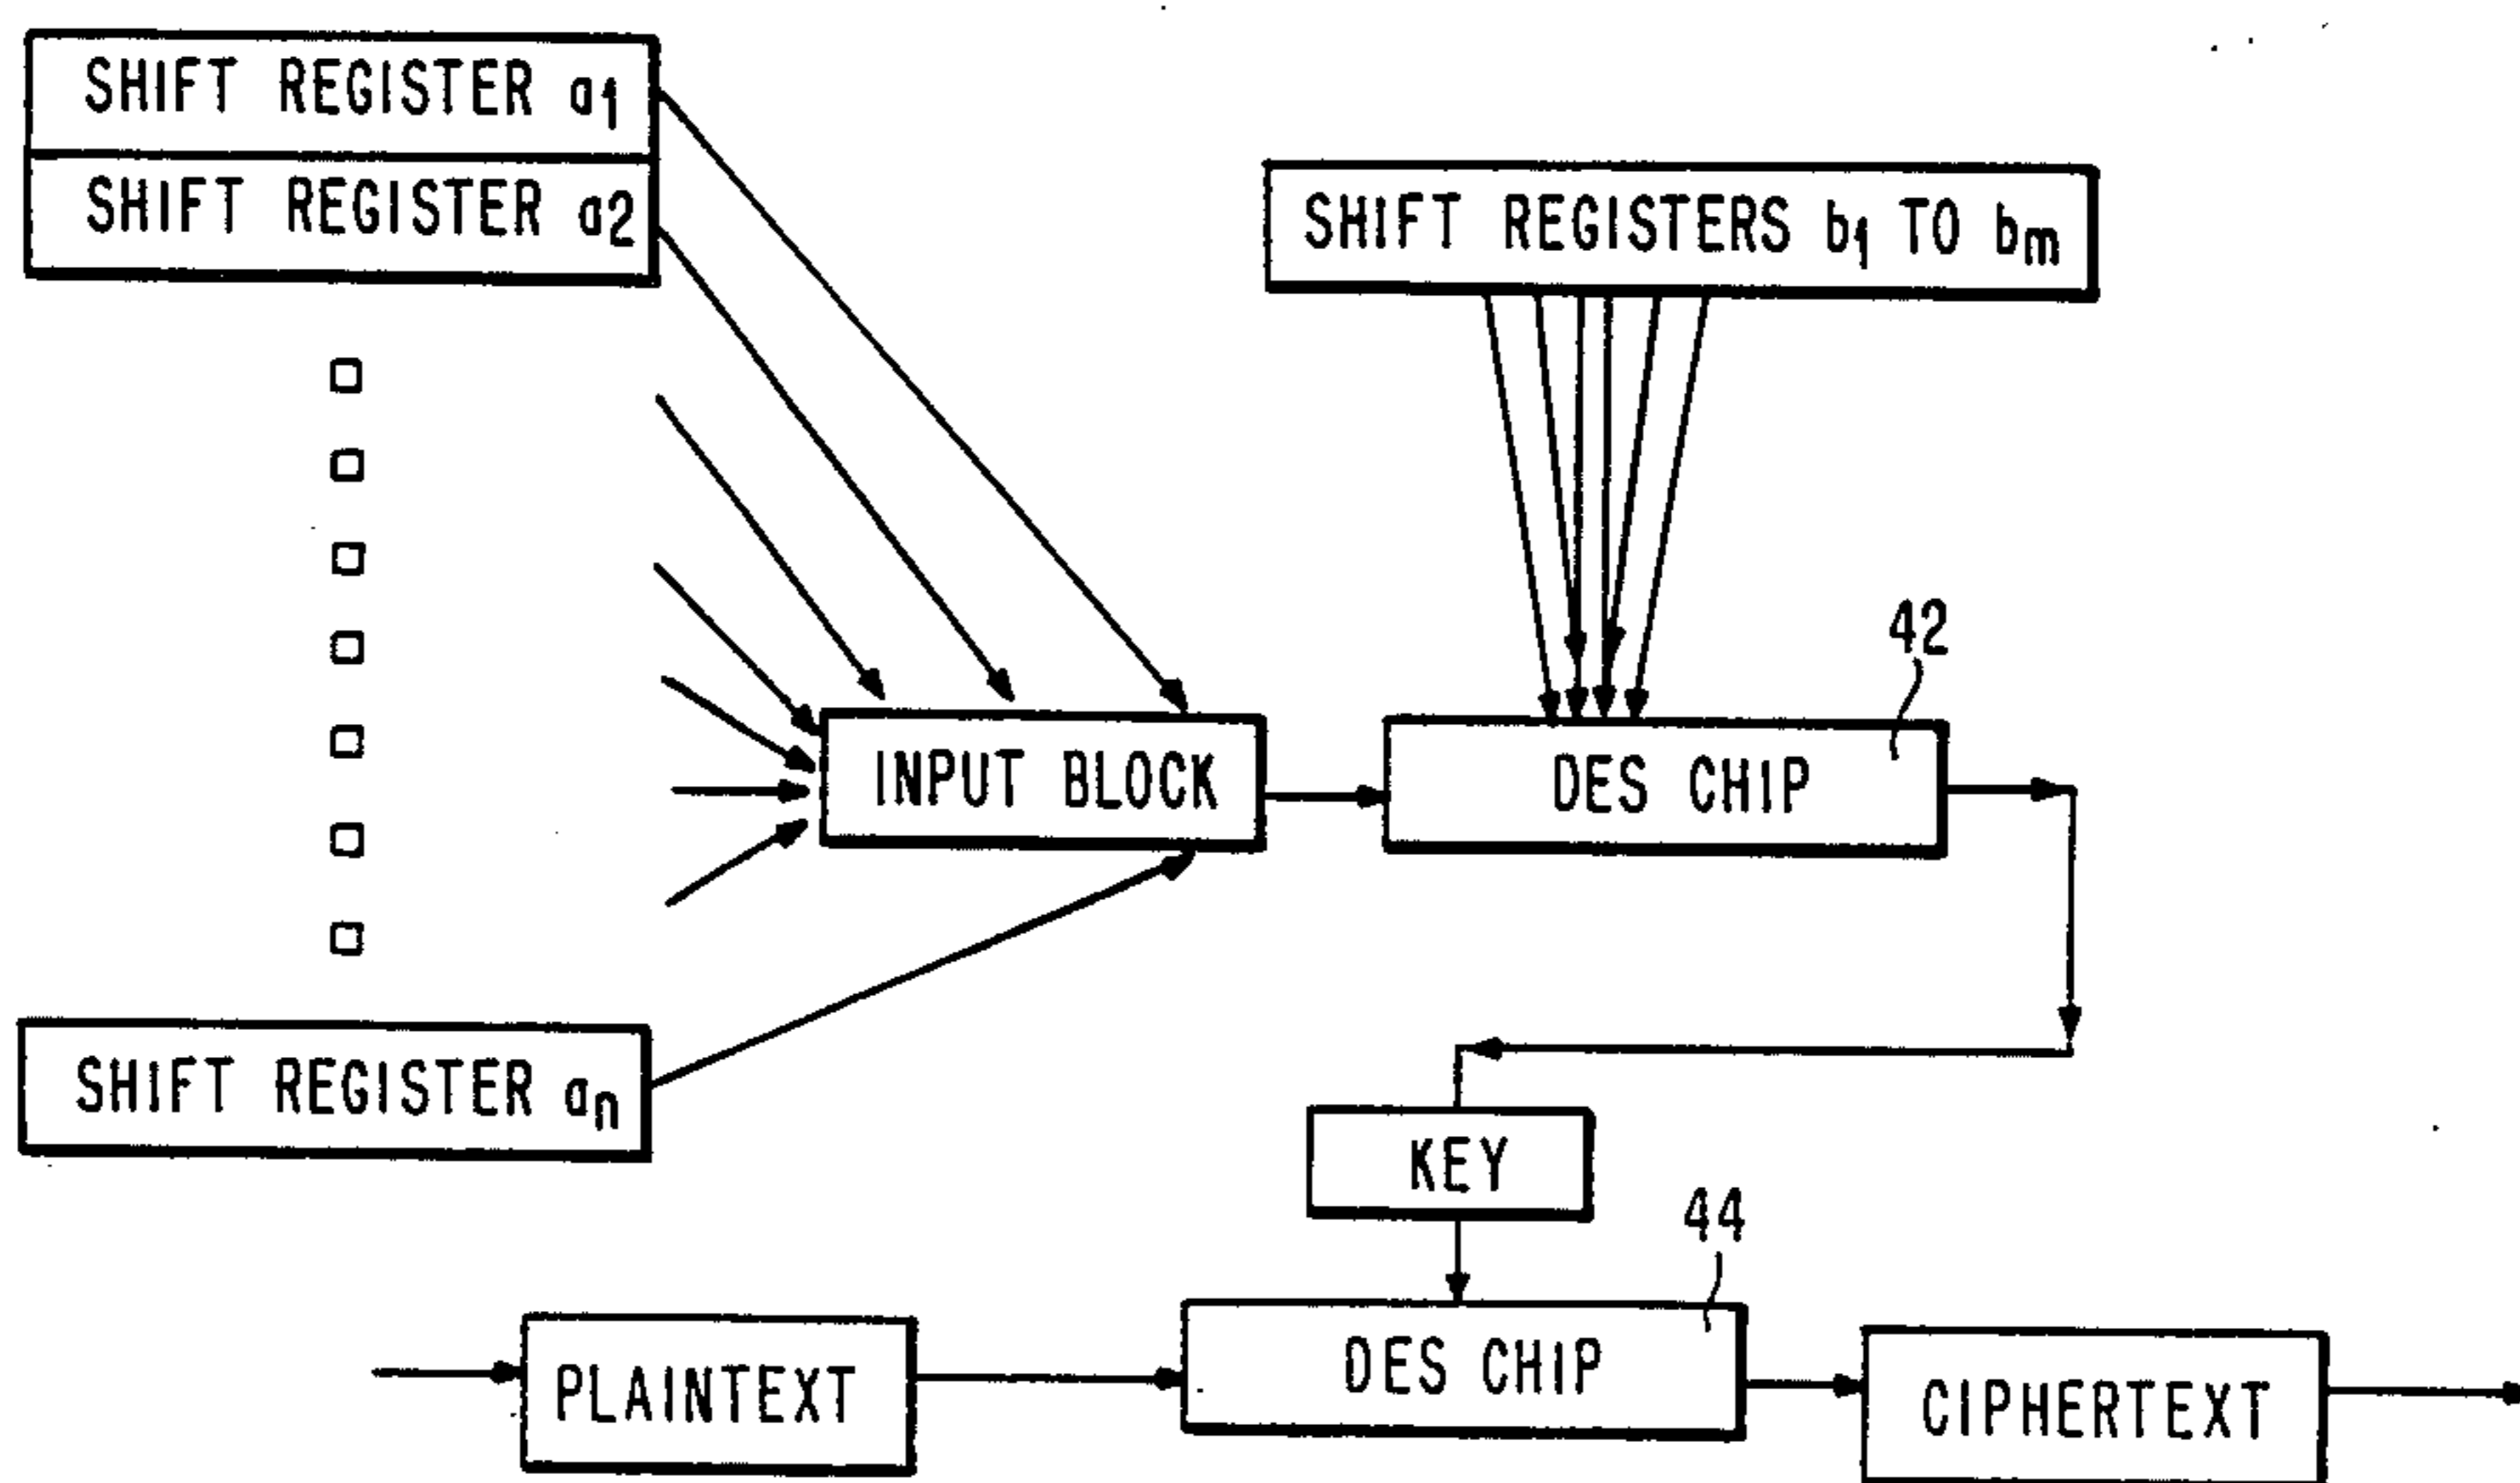 SHIFT REGISTER a1
SHIFT REGISTER a2
SHIFT REGISTERS b1 TO bm
42
INPUT BLOCK
DES CHIP
SHIFT REGISTER an
KEY
44
PLAINTEXT
DES CHIP
CIPHERTEXT